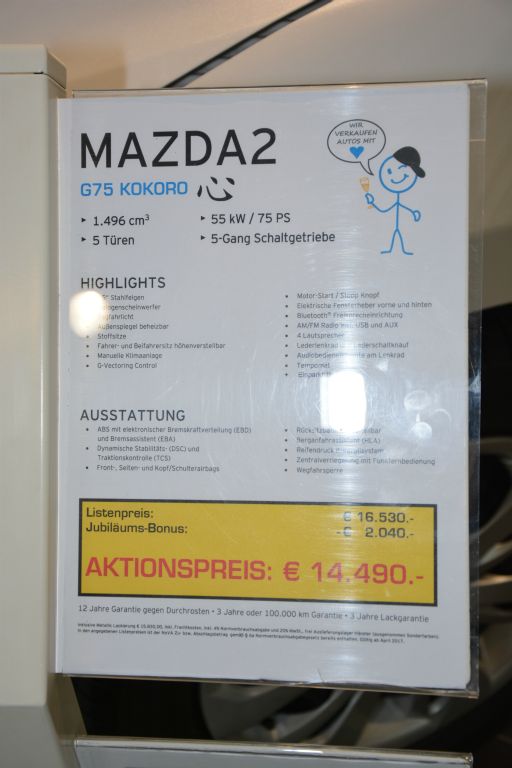 MAZDA2
G75 KOKORO 心
WIR
VERKAUFEN
AUTOS MIT
▸ 1.496 cm³
▸ 5 Türen
▸ 55 kW / 75 PS
▸ 5-Gang Schaltgetriebe
HIGHLIGHTS
Stahlfelgen
Außenspiegel beheizbar
• Stoffsitze
• Fahrer- und Beifahrersitz höhenverstellbar
• Manuelle Klimaanlage
• G-Vectoring Control
• Motor-Start / Stopp Knopf
• Elektrische Fensterheber vorne und hinten
• Bluetooth® Freisprecheinrichtung
• AM/FM Radio inkl. USB und AUX
• 4 Lautsprecher
• Lederlenkrad und Lederschaltknauf
• Audiobedienelemente am Lenkrad
• Tempomat
AUSSTATTUNG
• ABS mit elektronischer Bremskraftverteilung (EBD)
und Bremsassistent (EBA)
• Dynamische Stabilitäts- (DSC) und
Traktionskontrolle (TCS)
• Front-, Seiten- und Kopf/Schulterairbags
• Berganfahrassistent (HLA)
• Zentralverriegelung mit Funkfernbedienung
• Wegfahrsperre
Listenpreis: € 16.530.-
Jubiläums-Bonus: -€ 2.040.-
AKTIONSPREIS: € 14.490.-
12 Jahre Garantie gegen Durchrosten • 3 Jahre oder 100.000 km Garantie • 3 Jahre Lackgarantie